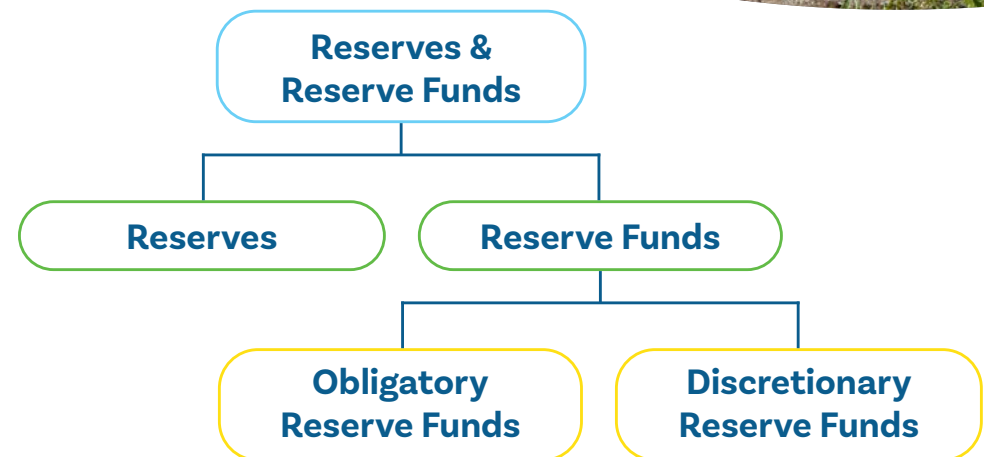 Reserves &
Reserve Funds
Reserves
Reserve Funds
Obligatory
Reserve Funds
Discretionary
Reserve Funds